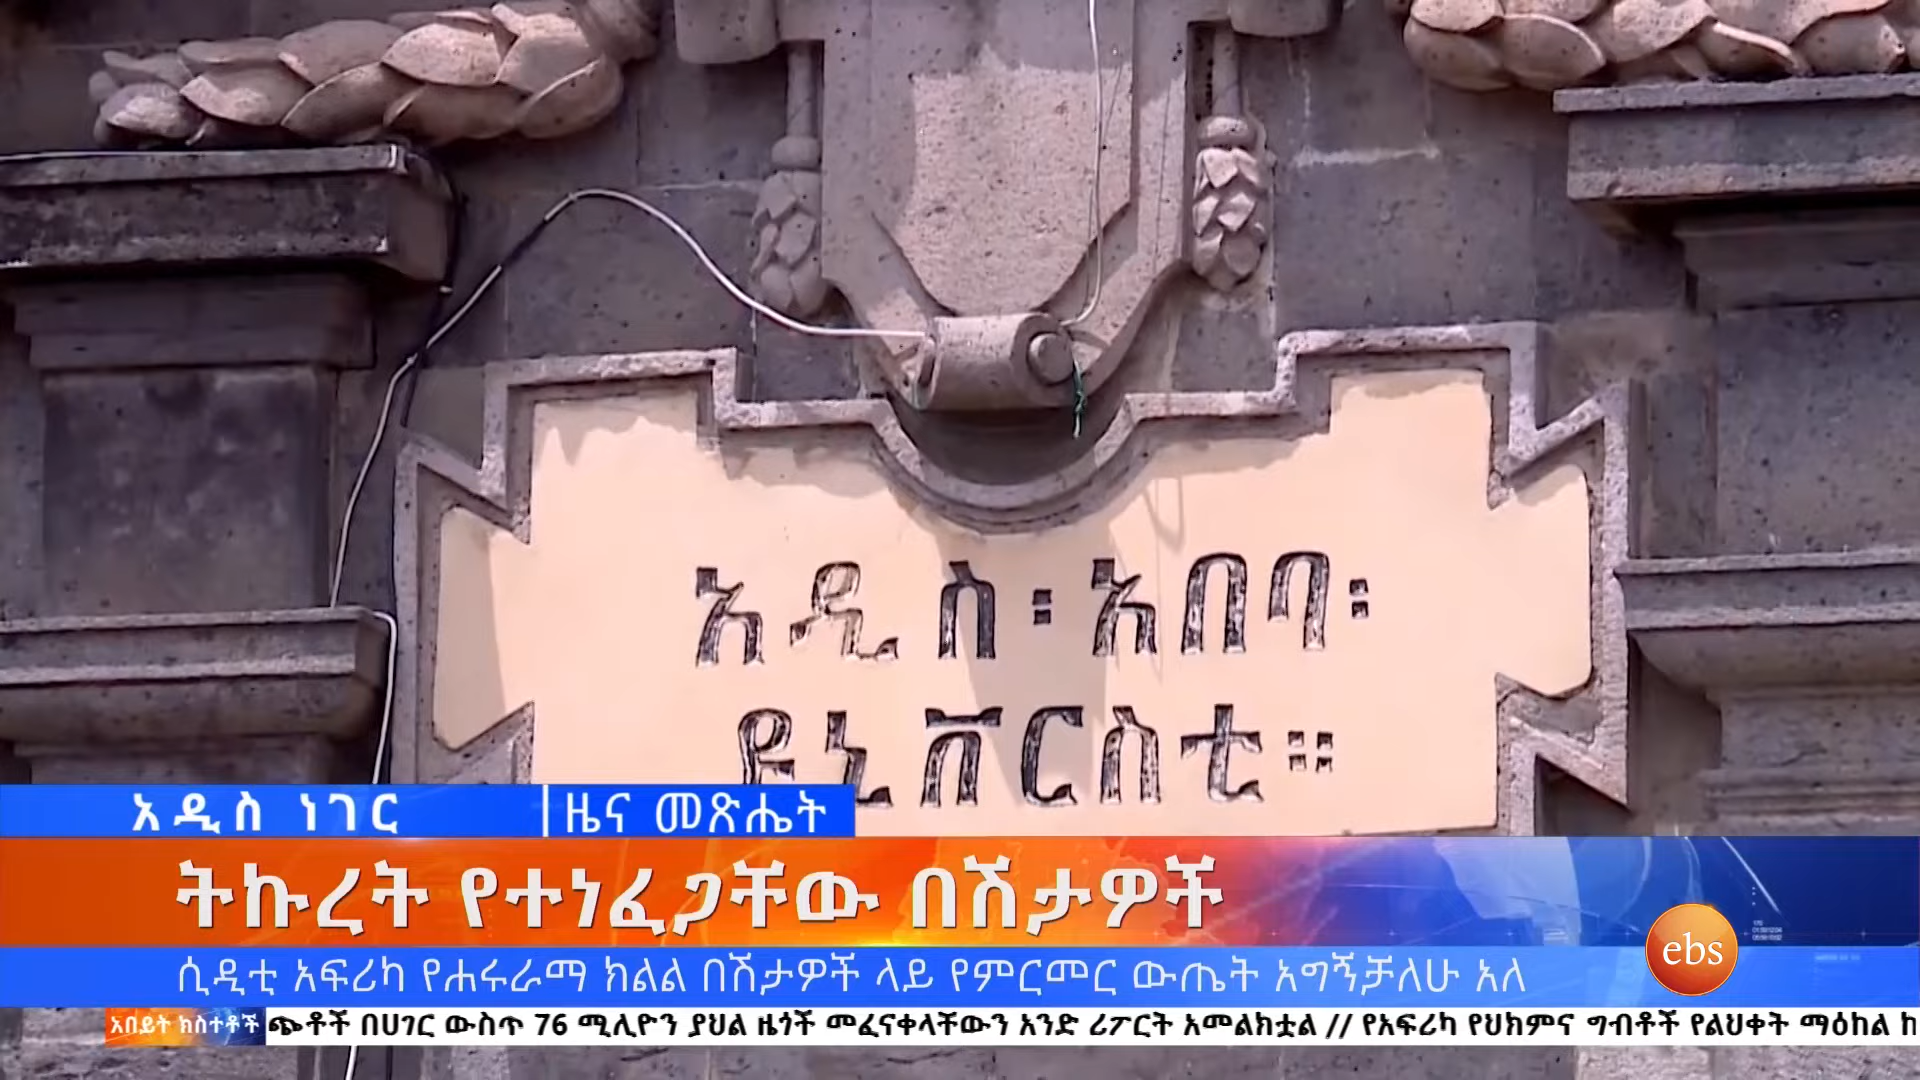 አዲስ፡አበባ፡
ዩኒቨርስቲ።
አዲስ ነገር |ዜና መጽሔት
ትኩረት የተነፈጋቸው በሽታዎች
ebs
ሲዲቲ አፍሪካ የሐሩራማ ክልል በሽታዎች ላይ የምርመር ውጤት አግኝቻለሁ አለ
አበይት ክስተቶች ጭቶች በሀገር ውስጥ 76 ሚሊዮን ያህል ዜጎች መፈናቀላቸውን አንድ ሪፖርት አመልክቷል // የአፍሪካ የህክምና ግብቶች የልህቀት ማዕከል ከ